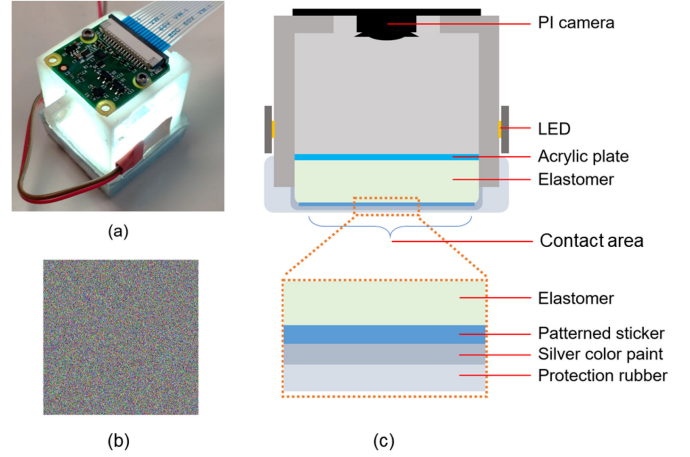 PI camera
LED
Acrylic plate
Elastomer
Contact area
(a)
Elastomer
Patterned sticker
Silver color paint
Protection rubber
(b)
(c)